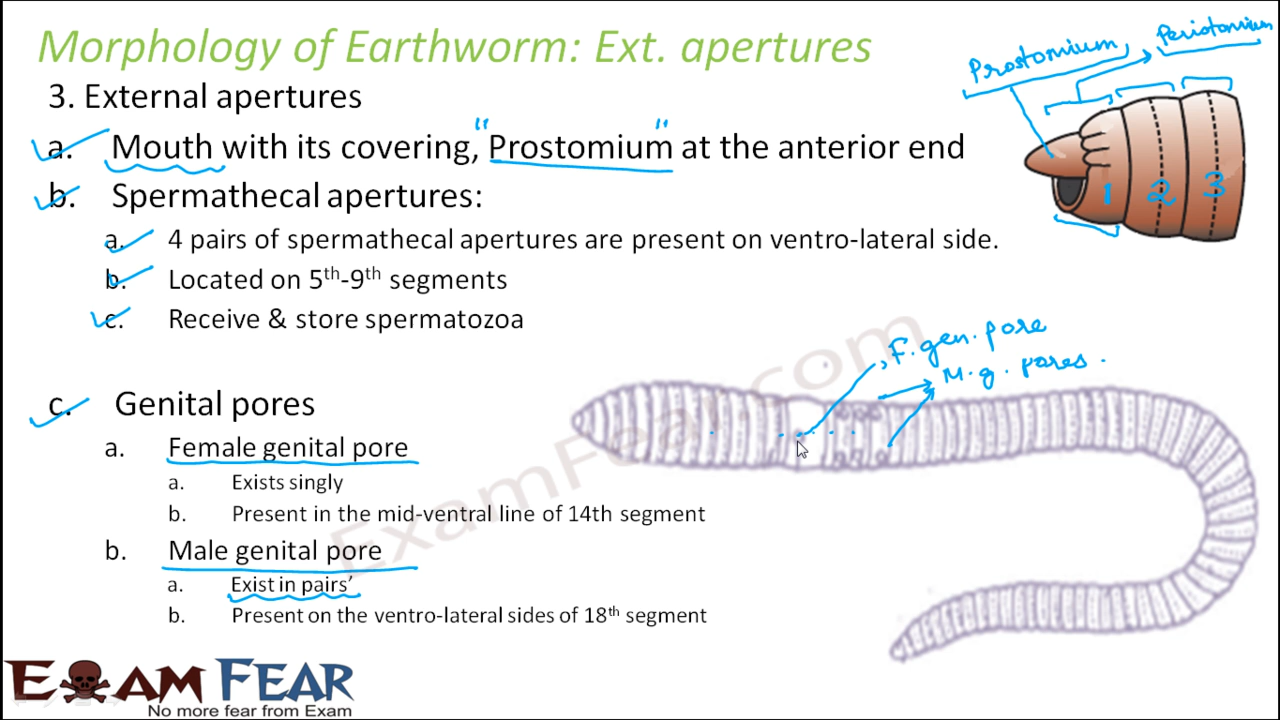 Morphology of Earthworm: Ext. apertures
Prostomium
Peristomium
3. External apertures
a. Mouth with its covering, "Prostomium" at the anterior end
1 2 3
b. Spermathecal apertures:
a. 4 pairs of spermathecal apertures are present on ventro-lateral side.
b. Located on 5th-9th segments
c. Receive & store spermatozoa
F. gen. pore
M. g. pores.
c. Genital pores
a. Female genital pore
a. Exists singly
b. Present in the mid-ventral line of 14th segment
b. Male genital pore
a. Exist in pairs'
b. Present on the ventro-lateral sides of 18th segment
ExamFear.com
EXAM FEAR
No more fear from Exam